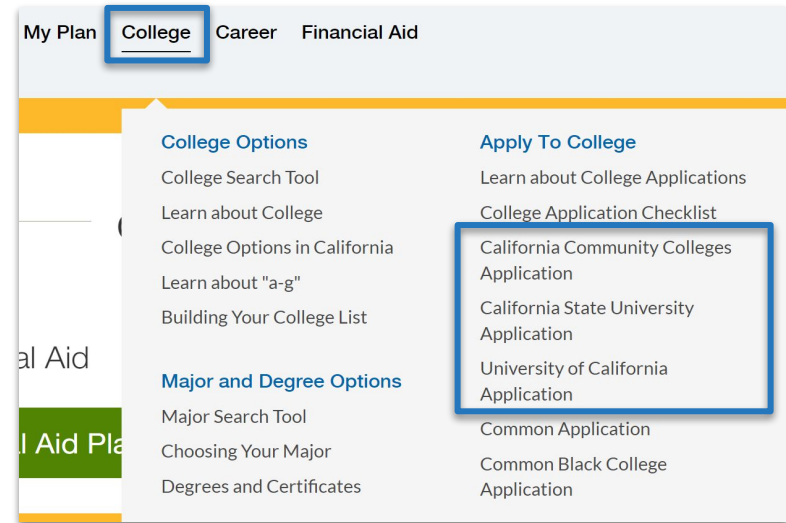 My Plan College Career Financial Aid
College Options
College Search Tool
Learn about College
College Options in California
Learn about "a-g"
Building Your College List
Major and Degree Options
Major Search Tool
Choosing Your Major
Degrees and Certificates
Apply To College
Learn about College Applications
College Application Checklist
California Community Colleges
Application
California State University
Application
University of California
Application
Common Application
Common Black College
Application
al Aid
l Aid Pla